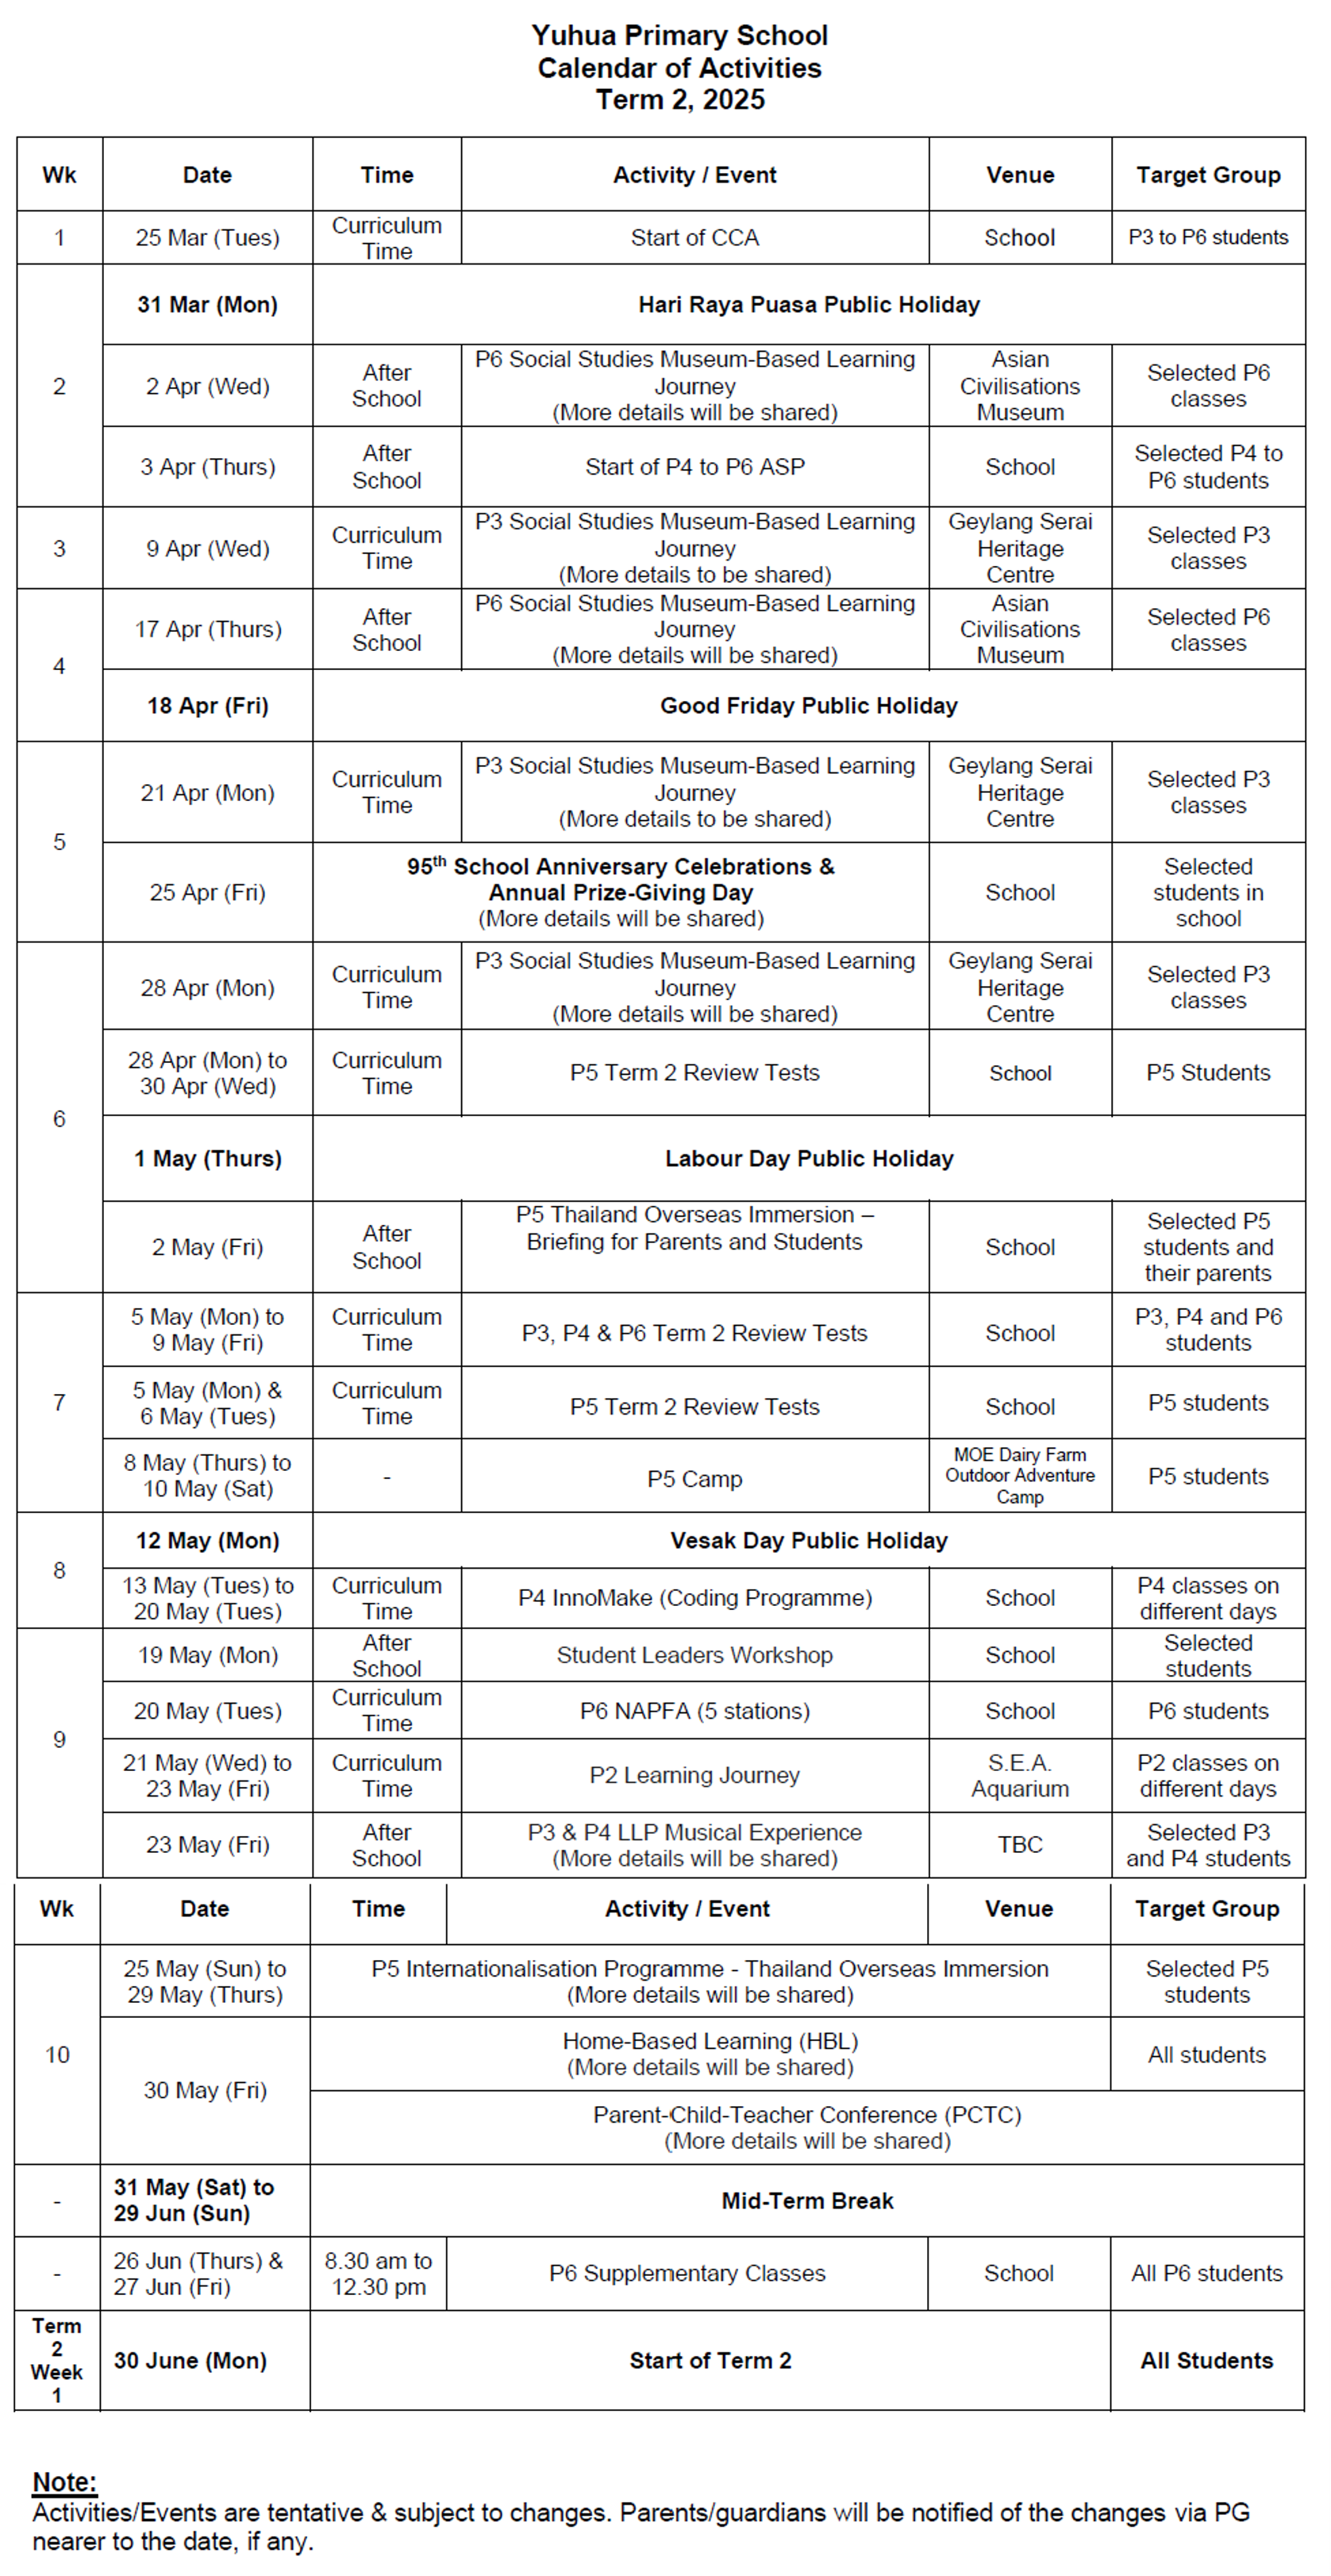 Yuhua Primary School
Calendar of Activities
Term 2, 2025
Wk Date Time Activity / Event Venue Target Group
1 25 Mar (Tues) Curriculum Time Start of CCA School P3 to P6 students
2 31 Mar (Mon) Hari Raya Puasa Public Holiday
2 Apr (Wed) After School P6 Social Studies Museum-Based Learning Journey (More details will be shared) Asian Civilisations Museum Selected P6 classes
3 Apr (Thurs) After School Start of P4 to P6 ASP School Selected P4 to P6 students
3 9 Apr (Wed) Curriculum Time P3 Social Studies Museum-Based Learning Journey (More details to be shared) Geylang Serai Heritage Centre Selected P3 classes
4 17 Apr (Thurs) After School P6 Social Studies Museum-Based Learning Journey (More details will be shared) Asian Civilisations Museum Selected P6 classes
18 Apr (Fri) Good Friday Public Holiday
5 21 Apr (Mon) Curriculum Time P3 Social Studies Museum-Based Learning Journey (More details to be shared) Geylang Serai Heritage Centre Selected P3 classes
25 Apr (Fri) 95th School Anniversary Celebrations & Annual Prize-Giving Day (More details will be shared) School Selected students in school
6 28 Apr (Mon) Curriculum Time P3 Social Studies Museum-Based Learning Journey (More details will be shared) Geylang Serai Heritage Centre Selected P3 classes
28 Apr (Mon) to 30 Apr (Wed) Curriculum Time P5 Term 2 Review Tests School P5 Students
1 May (Thurs) Labour Day Public Holiday
2 May (Fri) After School P5 Thailand Overseas Immersion – Briefing for Parents and Students School Selected P5 students and their parents
7 5 May (Mon) to 9 May (Fri) Curriculum Time P3, P4 & P6 Term 2 Review Tests School P3, P4 and P6 students
5 May (Mon) & 6 May (Tues) Curriculum Time P5 Term 2 Review Tests School P5 students
8 May (Thurs) to 10 May (Sat) - P5 Camp MOE Dairy Farm Outdoor Adventure Camp P5 students
8 12 May (Mon) Vesak Day Public Holiday
13 May (Tues) to 20 May (Tues) Curriculum Time P4 InnoMake (Coding Programme) School P4 classes on different days
9 19 May (Mon) After School Student Leaders Workshop School Selected students
20 May (Tues) Curriculum Time P6 NAPFA (5 stations) School P6 students
21 May (Wed) to 23 May (Fri) Curriculum Time P2 Learning Journey S.E.A. Aquarium P2 classes on different days
23 May (Fri) After School P3 & P4 LLP Musical Experience (More details will be shared) TBC Selected P3 and P4 students
Wk Date Time Activity / Event Venue Target Group
10 25 May (Sun) to 29 May (Thurs) P5 Internationalisation Programme - Thailand Overseas Immersion (More details will be shared) Selected P5 students
30 May (Fri) Home-Based Learning (HBL) (More details will be shared) All students
Parent-Child-Teacher Conference (PCTC) (More details will be shared)
- 31 May (Sat) to 29 Jun (Sun) Mid-Term Break
- 26 Jun (Thurs) & 27 Jun (Fri) 8.30 am to 12.30 pm P6 Supplementary Classes School All P6 students
Term 2 Week 1 30 June (Mon) Start of Term 2 All Students
Note:
Activities/Events are tentative & subject to changes. Parents/guardians will be notified of the changes via PG
nearer to the date, if any.